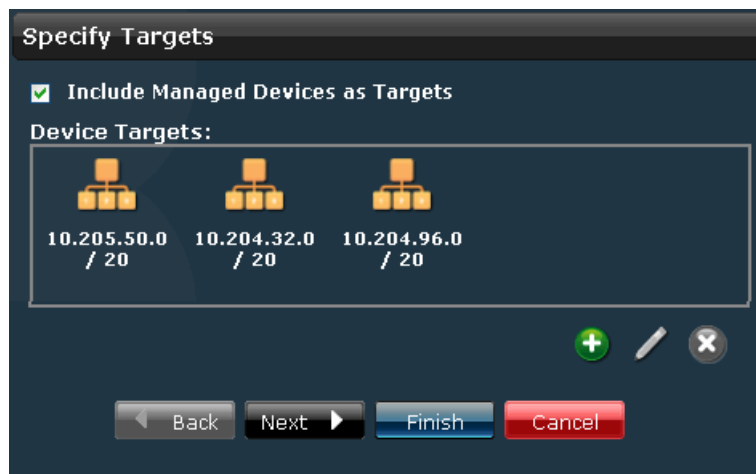 Specify Targets
Include Managed Devices as Targets
Device Targets:
10.205.50.0 10.204.32.0 10.204.96.0
/ 20 / 20 / 20
Back Next Finish Cancel